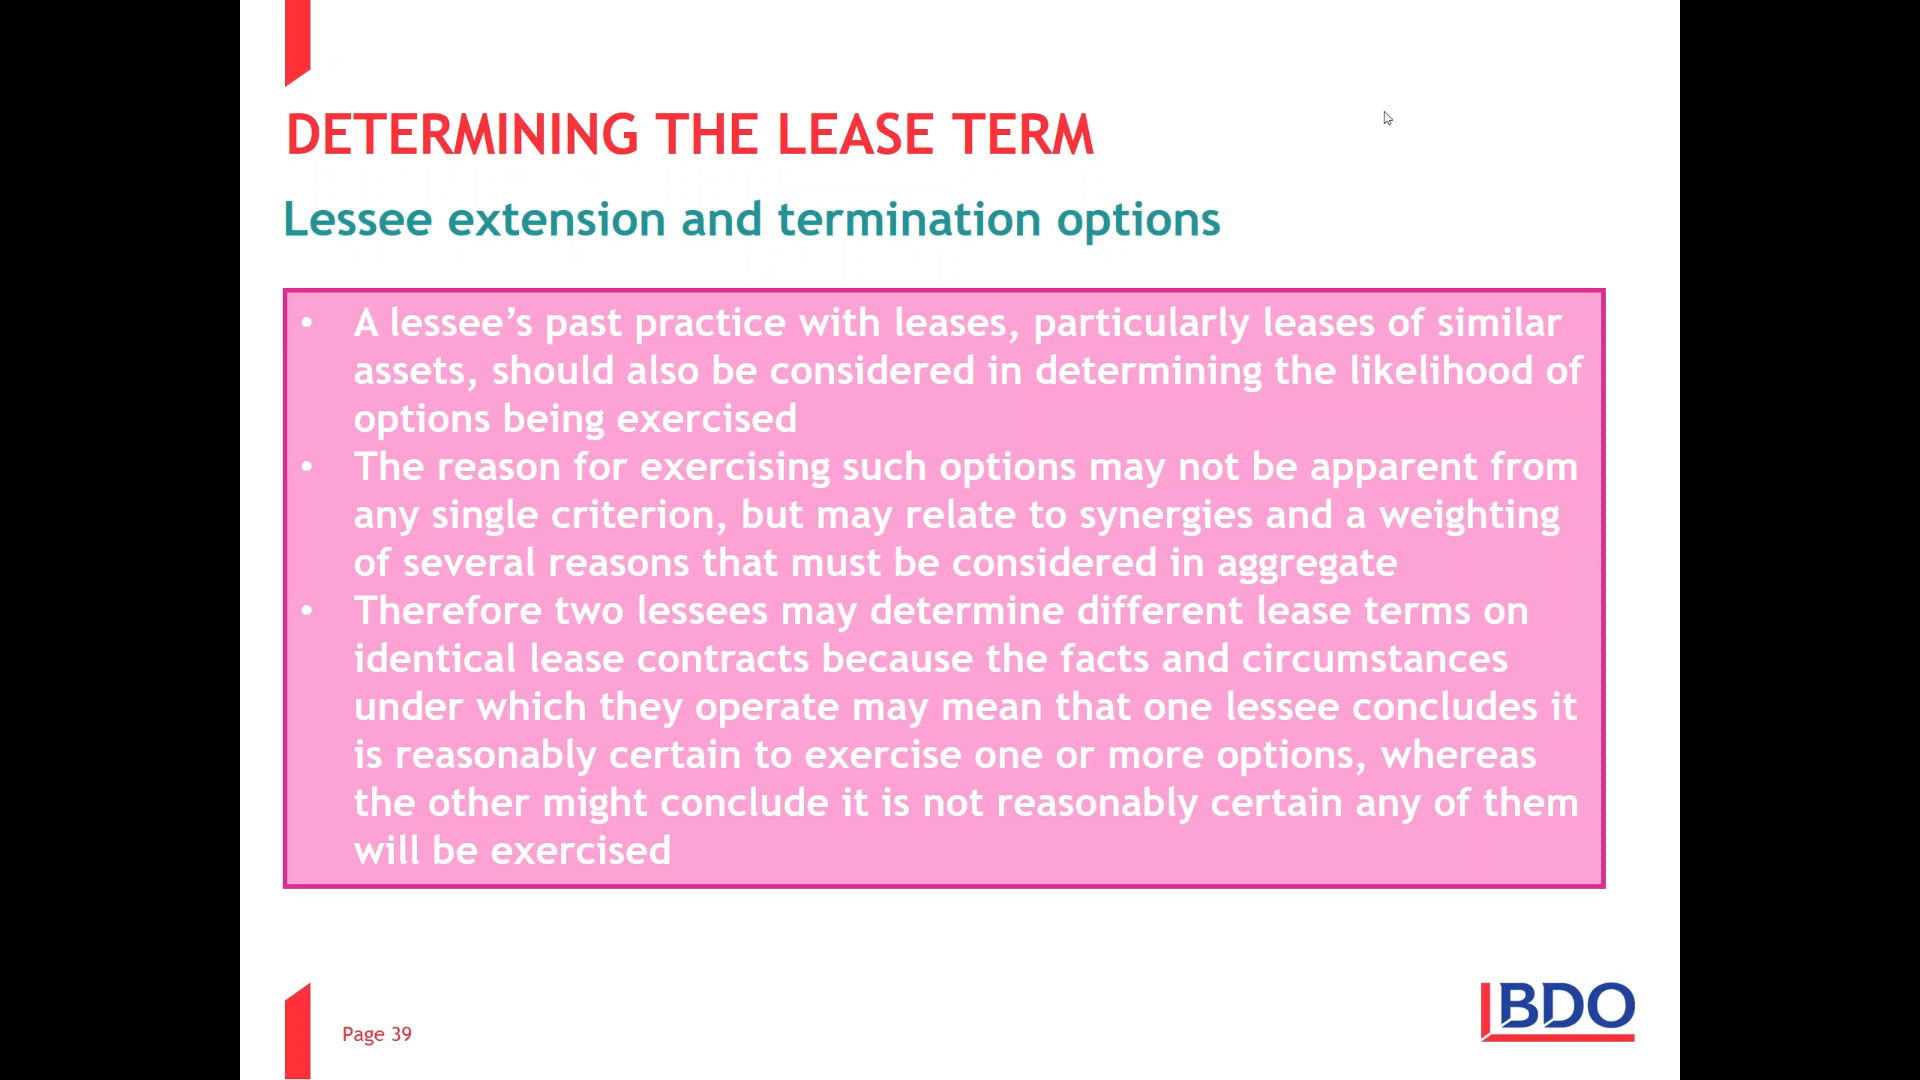 DETERMINING THE LEASE TERM
Lessee extension and termination options
• A lessee’s past practice with leases, particularly leases of similar
assets, should also be considered in determining the likelihood of
options being exercised
• The reason for exercising such options may not be apparent from
any single criterion, but may relate to synergies and a weighting
of several reasons that must be considered in aggregate
• Therefore two lessees may determine different lease terms on
identical lease contracts because the facts and circumstances
under which they operate may mean that one lessee concludes it
is reasonably certain to exercise one or more options, whereas
the other might conclude it is not reasonably certain any of them
will be exercised
Page 39
BDO